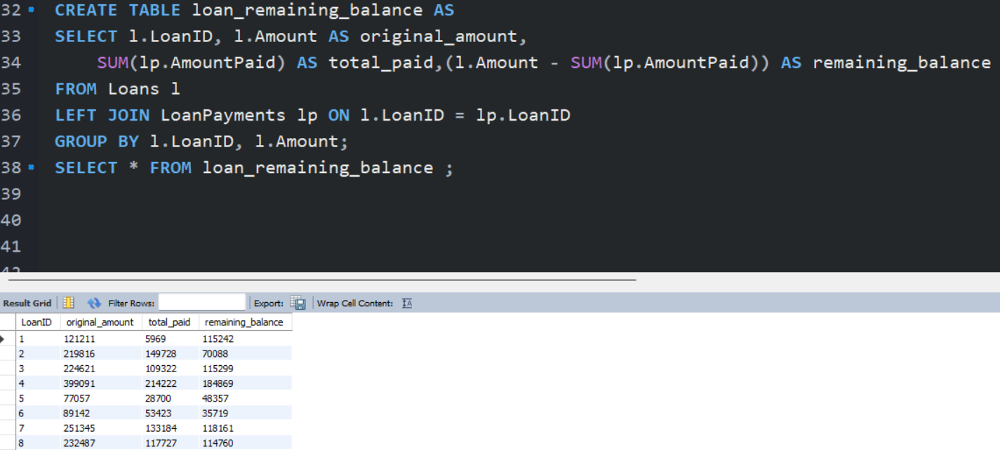 32 CREATE TABLE loan_remaining_balance AS
33 SELECT l.LoanID, l.Amount AS original_amount,
34 SUM(lp.AmountPaid) AS total_paid,(l.Amount - SUM(lp.AmountPaid)) AS remaining_balance
35 FROM Loans l
36 LEFT JOIN LoanPayments lp ON l.LoanID = lp.LoanID
37 GROUP BY l.LoanID, l.Amount;
38 SELECT * FROM loan_remaining_balance ;
39
40
41
42
Result Grid Filter Rows: Export: Wrap Cell Content: IA
LoanID original_amount total_paid remaining_balance
1 121211 5969 115242
2 219816 149728 70088
3 224621 109322 115299
4 399091 214222 184869
5 77057 28700 48357
6 89142 53423 35719
7 251345 133184 118161
8 232487 117727 114760